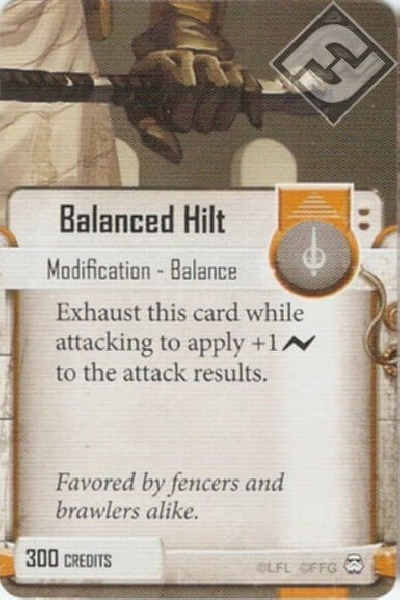 Balanced Hilt
Modification - Balance
Exhaust this card while
attacking to apply +1
to the attack results.
Favored by fencers and
brawlers alike.
300 CREDITS
©LFL ©FFG